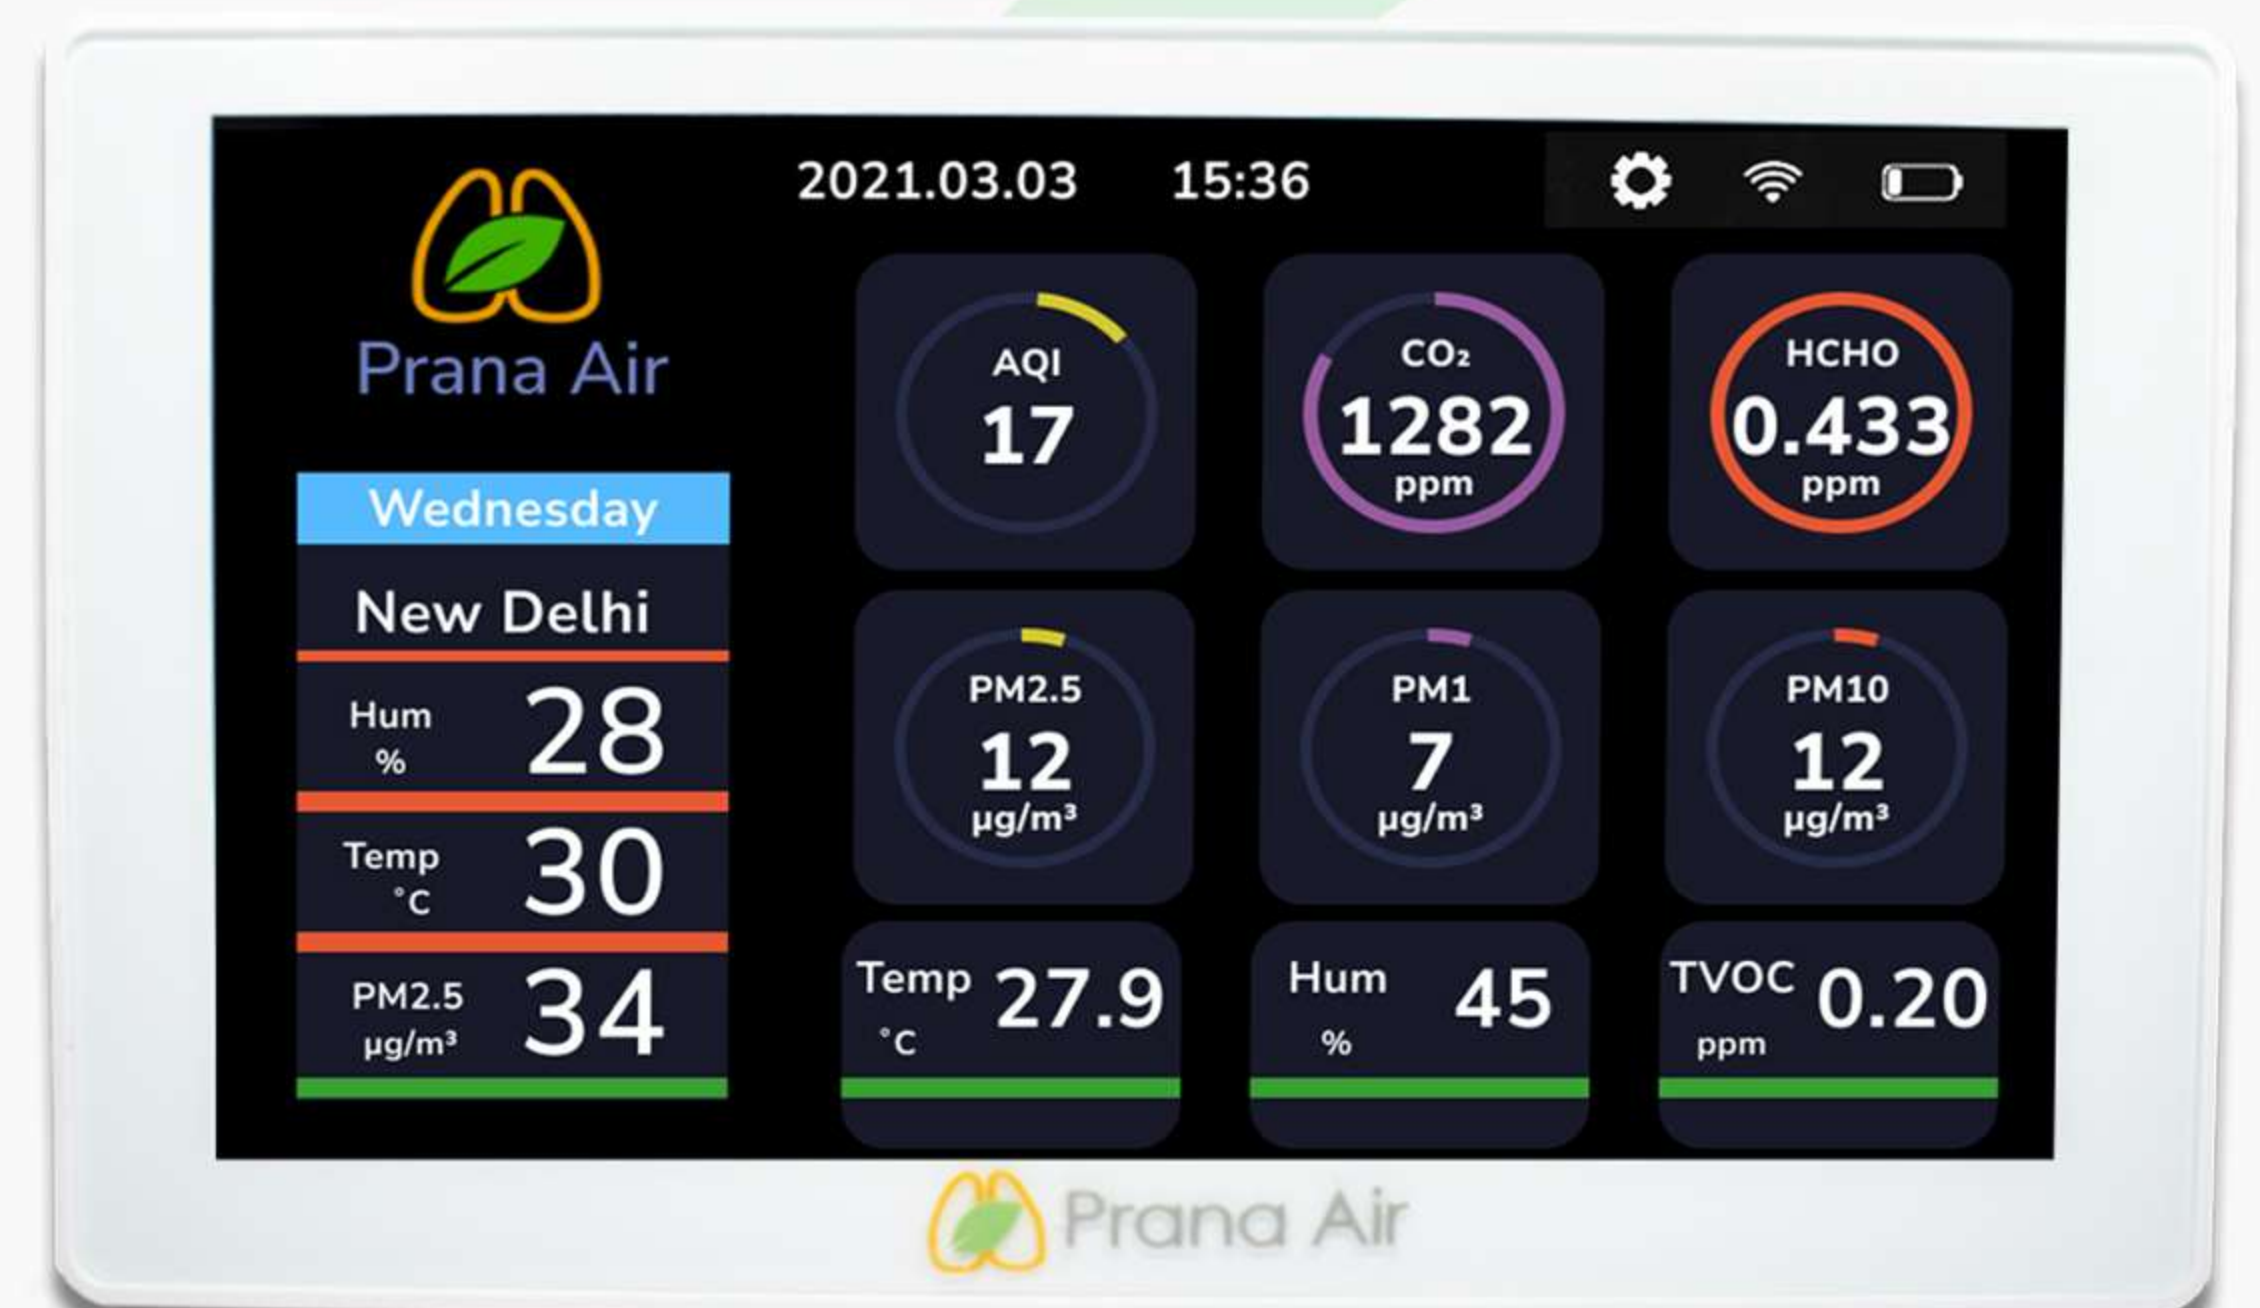 2021.03.03 15:36
Prana Air
Wednesday
New Delhi
Hum
%
28
Temp
°C
30
PM2.5
µg/m³
34
AQI
17
CO₂
1282
ppm
HCHO
0.433
ppm
PM2.5
12
µg/m³
PM1
7
µg/m³
PM10
12
µg/m³
Temp
°C
27.9
Hum
%
45
TVOC
ppm
0.20
Prana Air